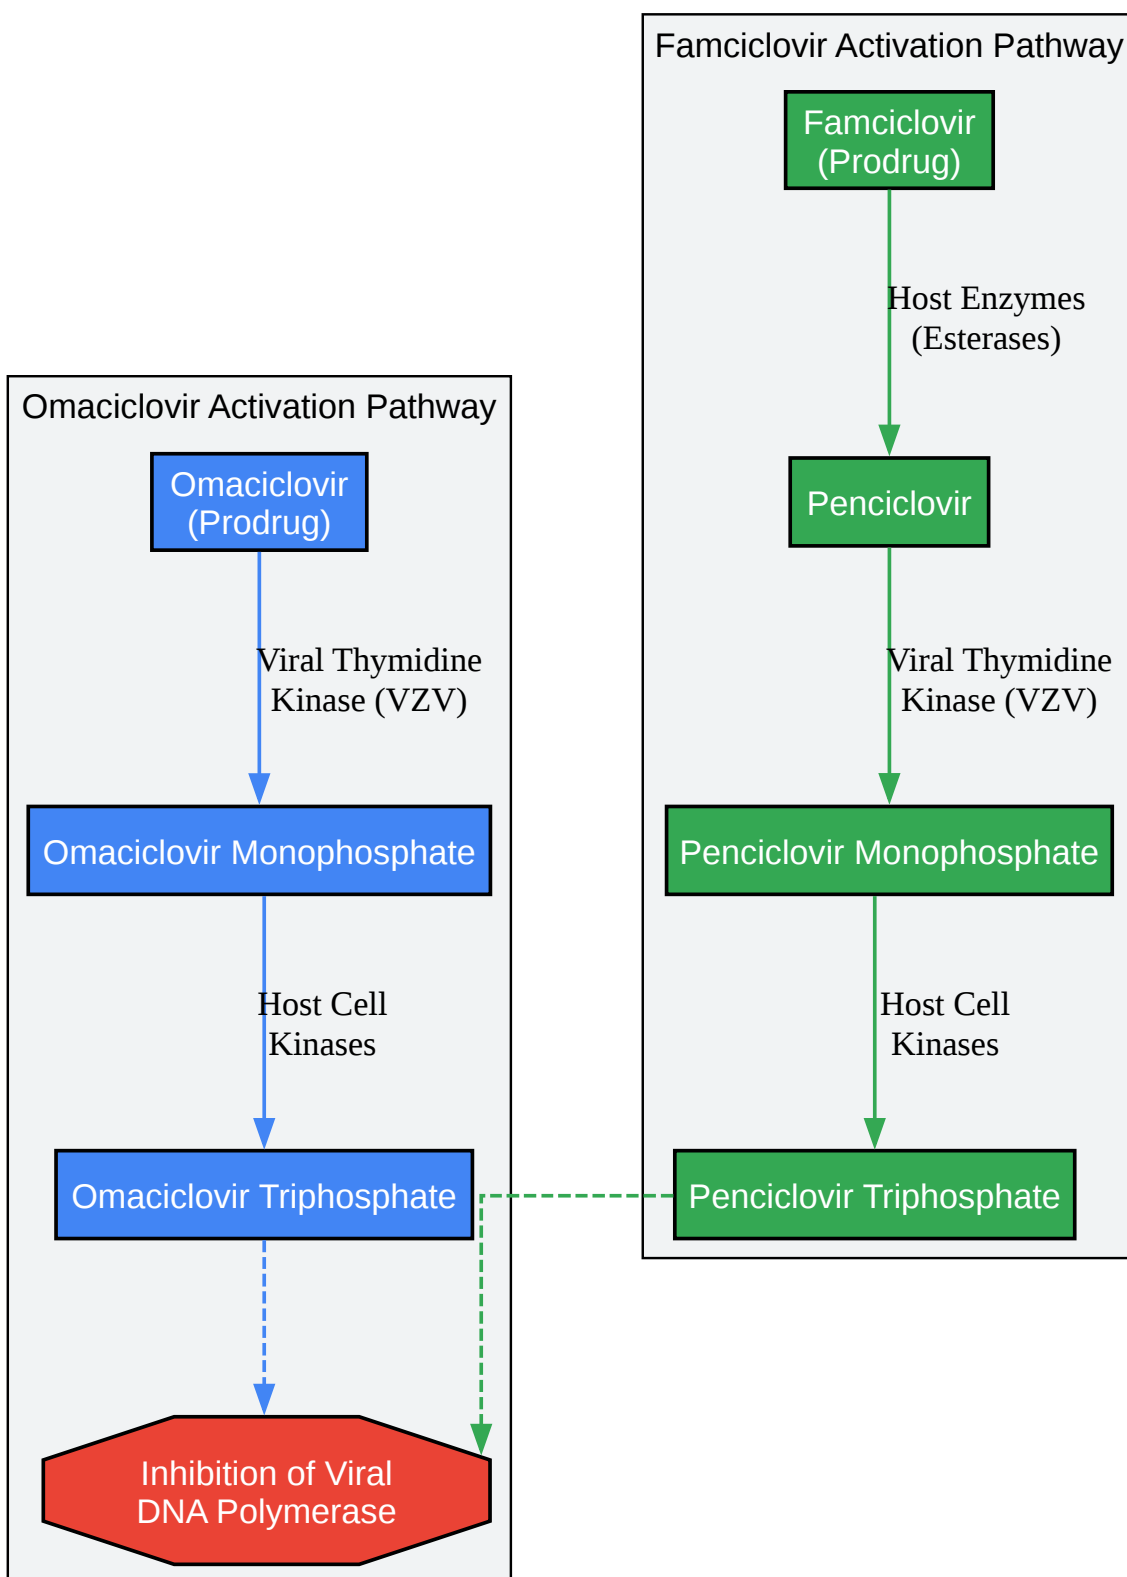 Famciclovir Activation Pathway
Famciclovir
(Prodrug)
Host Enzymes
(Esterases)
Penciclovir
Viral Thymidine
Kinase (VZV)
Penciclovir Monophosphate
Host Cell
Kinases
Penciclovir Triphosphate
Omaciclovir Activation Pathway
Omaciclovir
(Prodrug)
Viral Thymidine
Kinase (VZV)
Omaciclovir Monophosphate
Host Cell
Kinases
Omaciclovir Triphosphate
Inhibition of Viral
DNA Polymerase